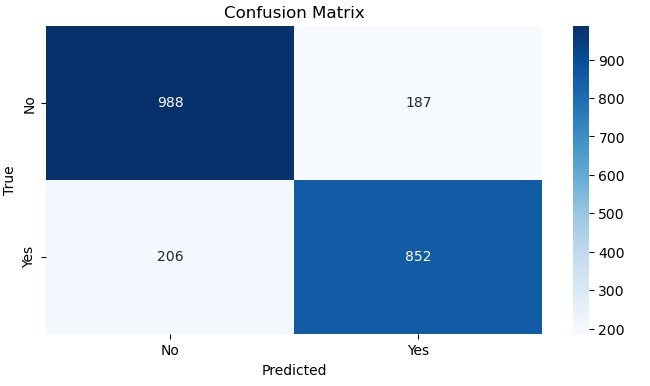 Confusion Matrix
No
988
187
900
800
700
600
500
400
300
200
True
Yes
206
852
No
Yes
Predicted